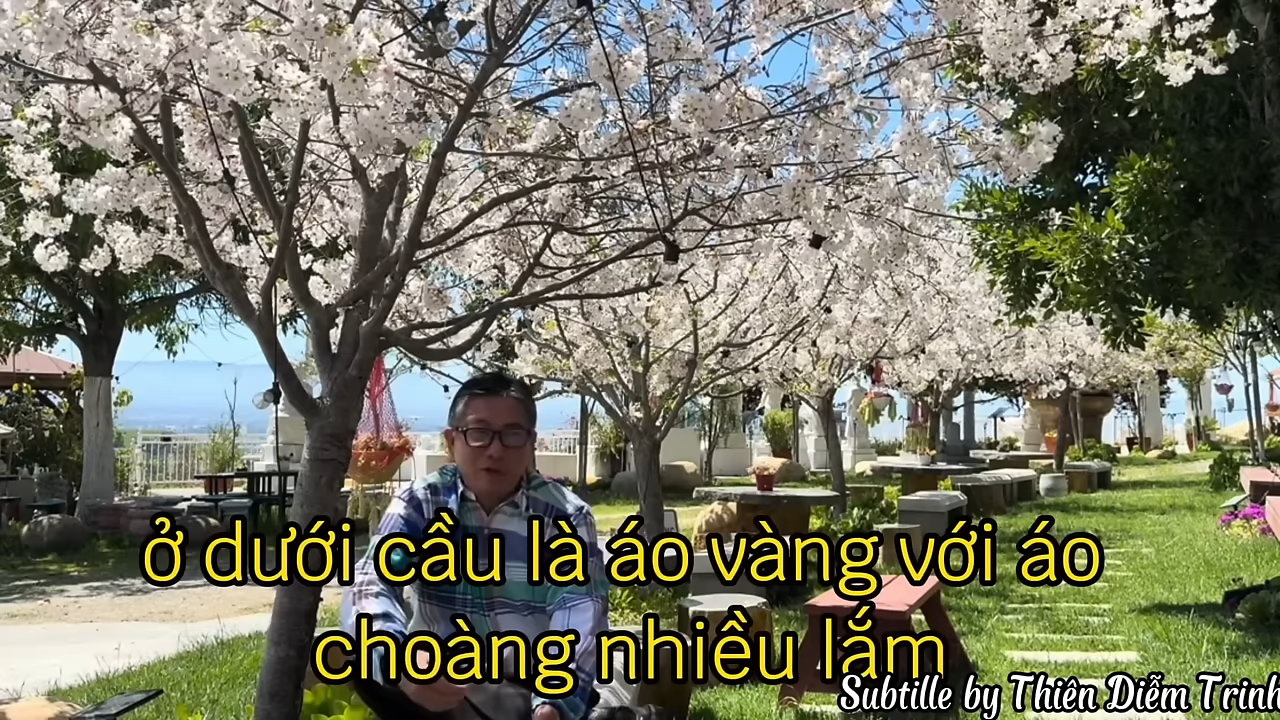 ở dưới cầu là áo vàng với áo
choàng nhiều lắm
Subtille by Thiên Diễm Trinh